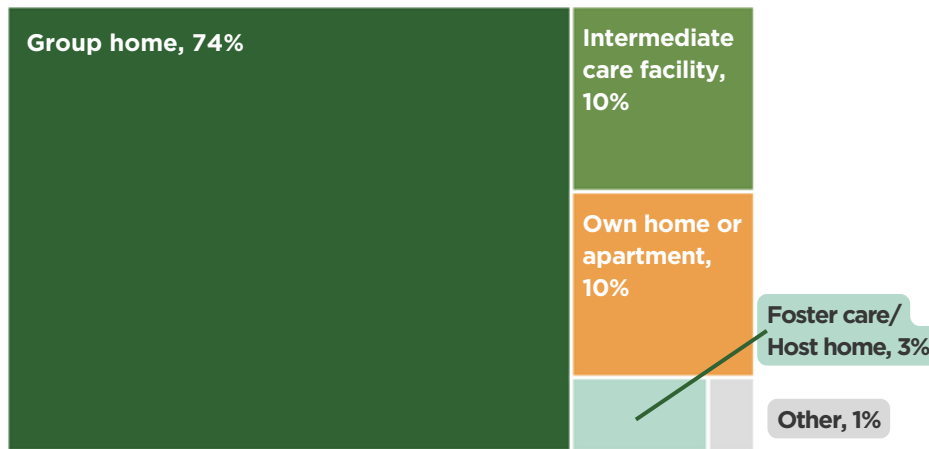 Group home, 74%
Intermediate
care facility,
10%
Own home or
apartment,
10%
Foster care/
Host home, 3%
Other, 1%